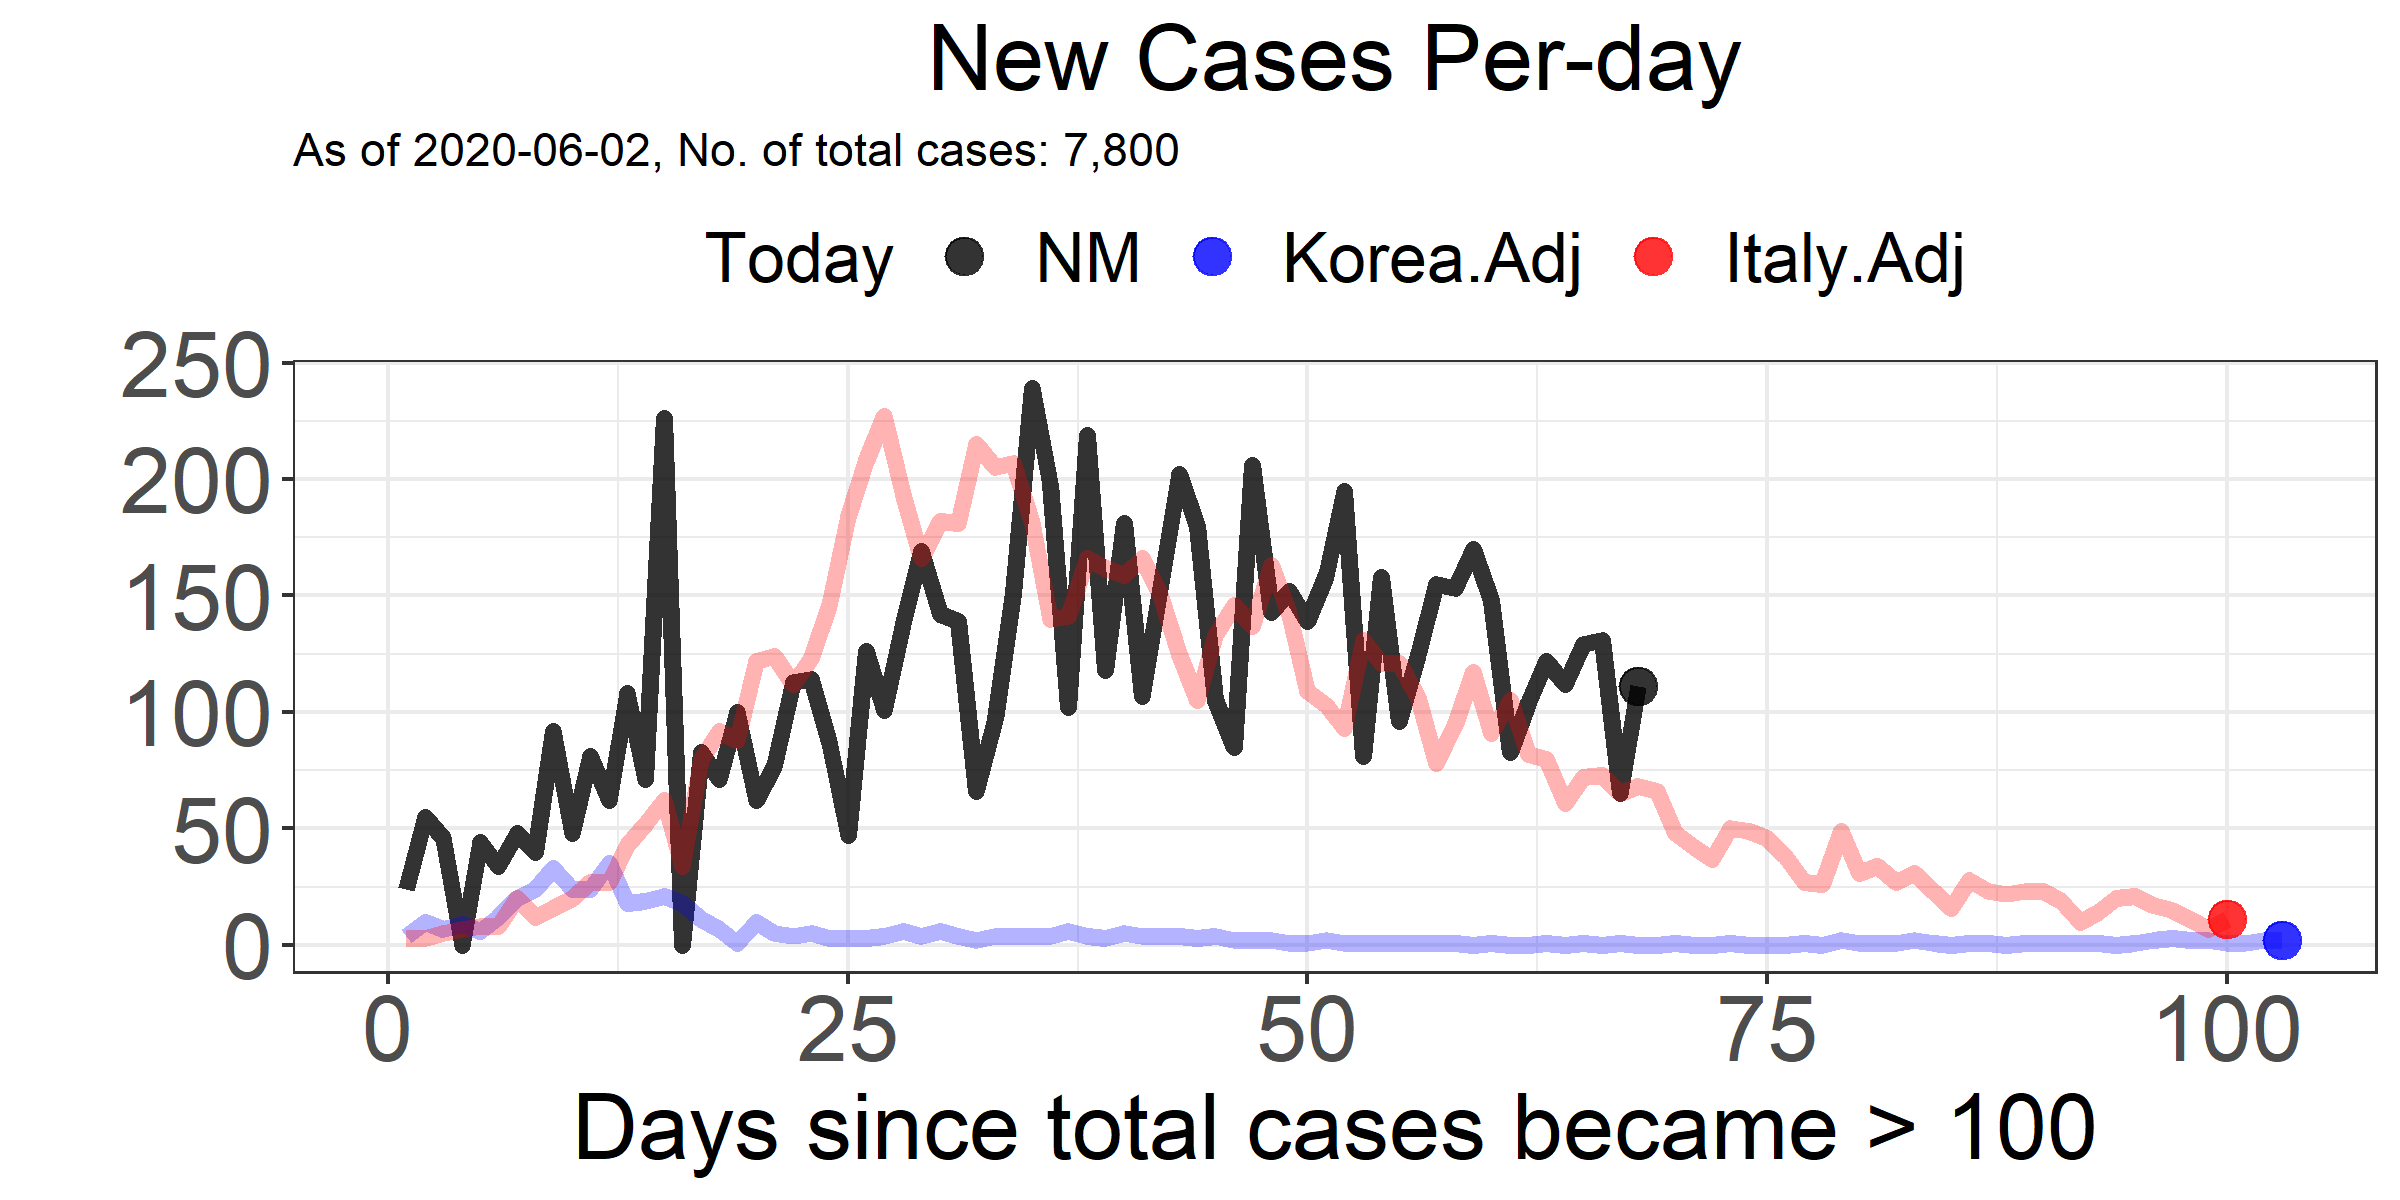 New Cases Per-day
As of 2020-06-02, No. of total cases: 7,800
Today NM Korea.Adj Italy.Adj
250
200
150
100
50
0
0 25 50 75 100
Days since total cases became > 100